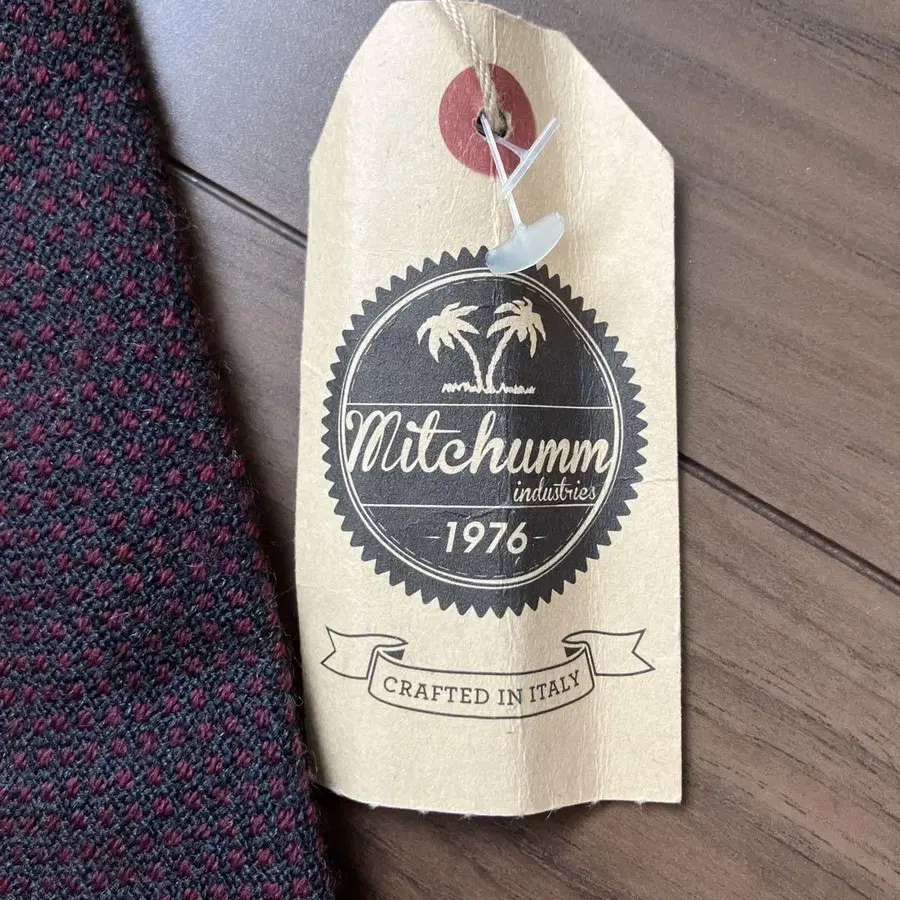 Mitchumm
industries
-1976-
CRAFTED IN ITALY